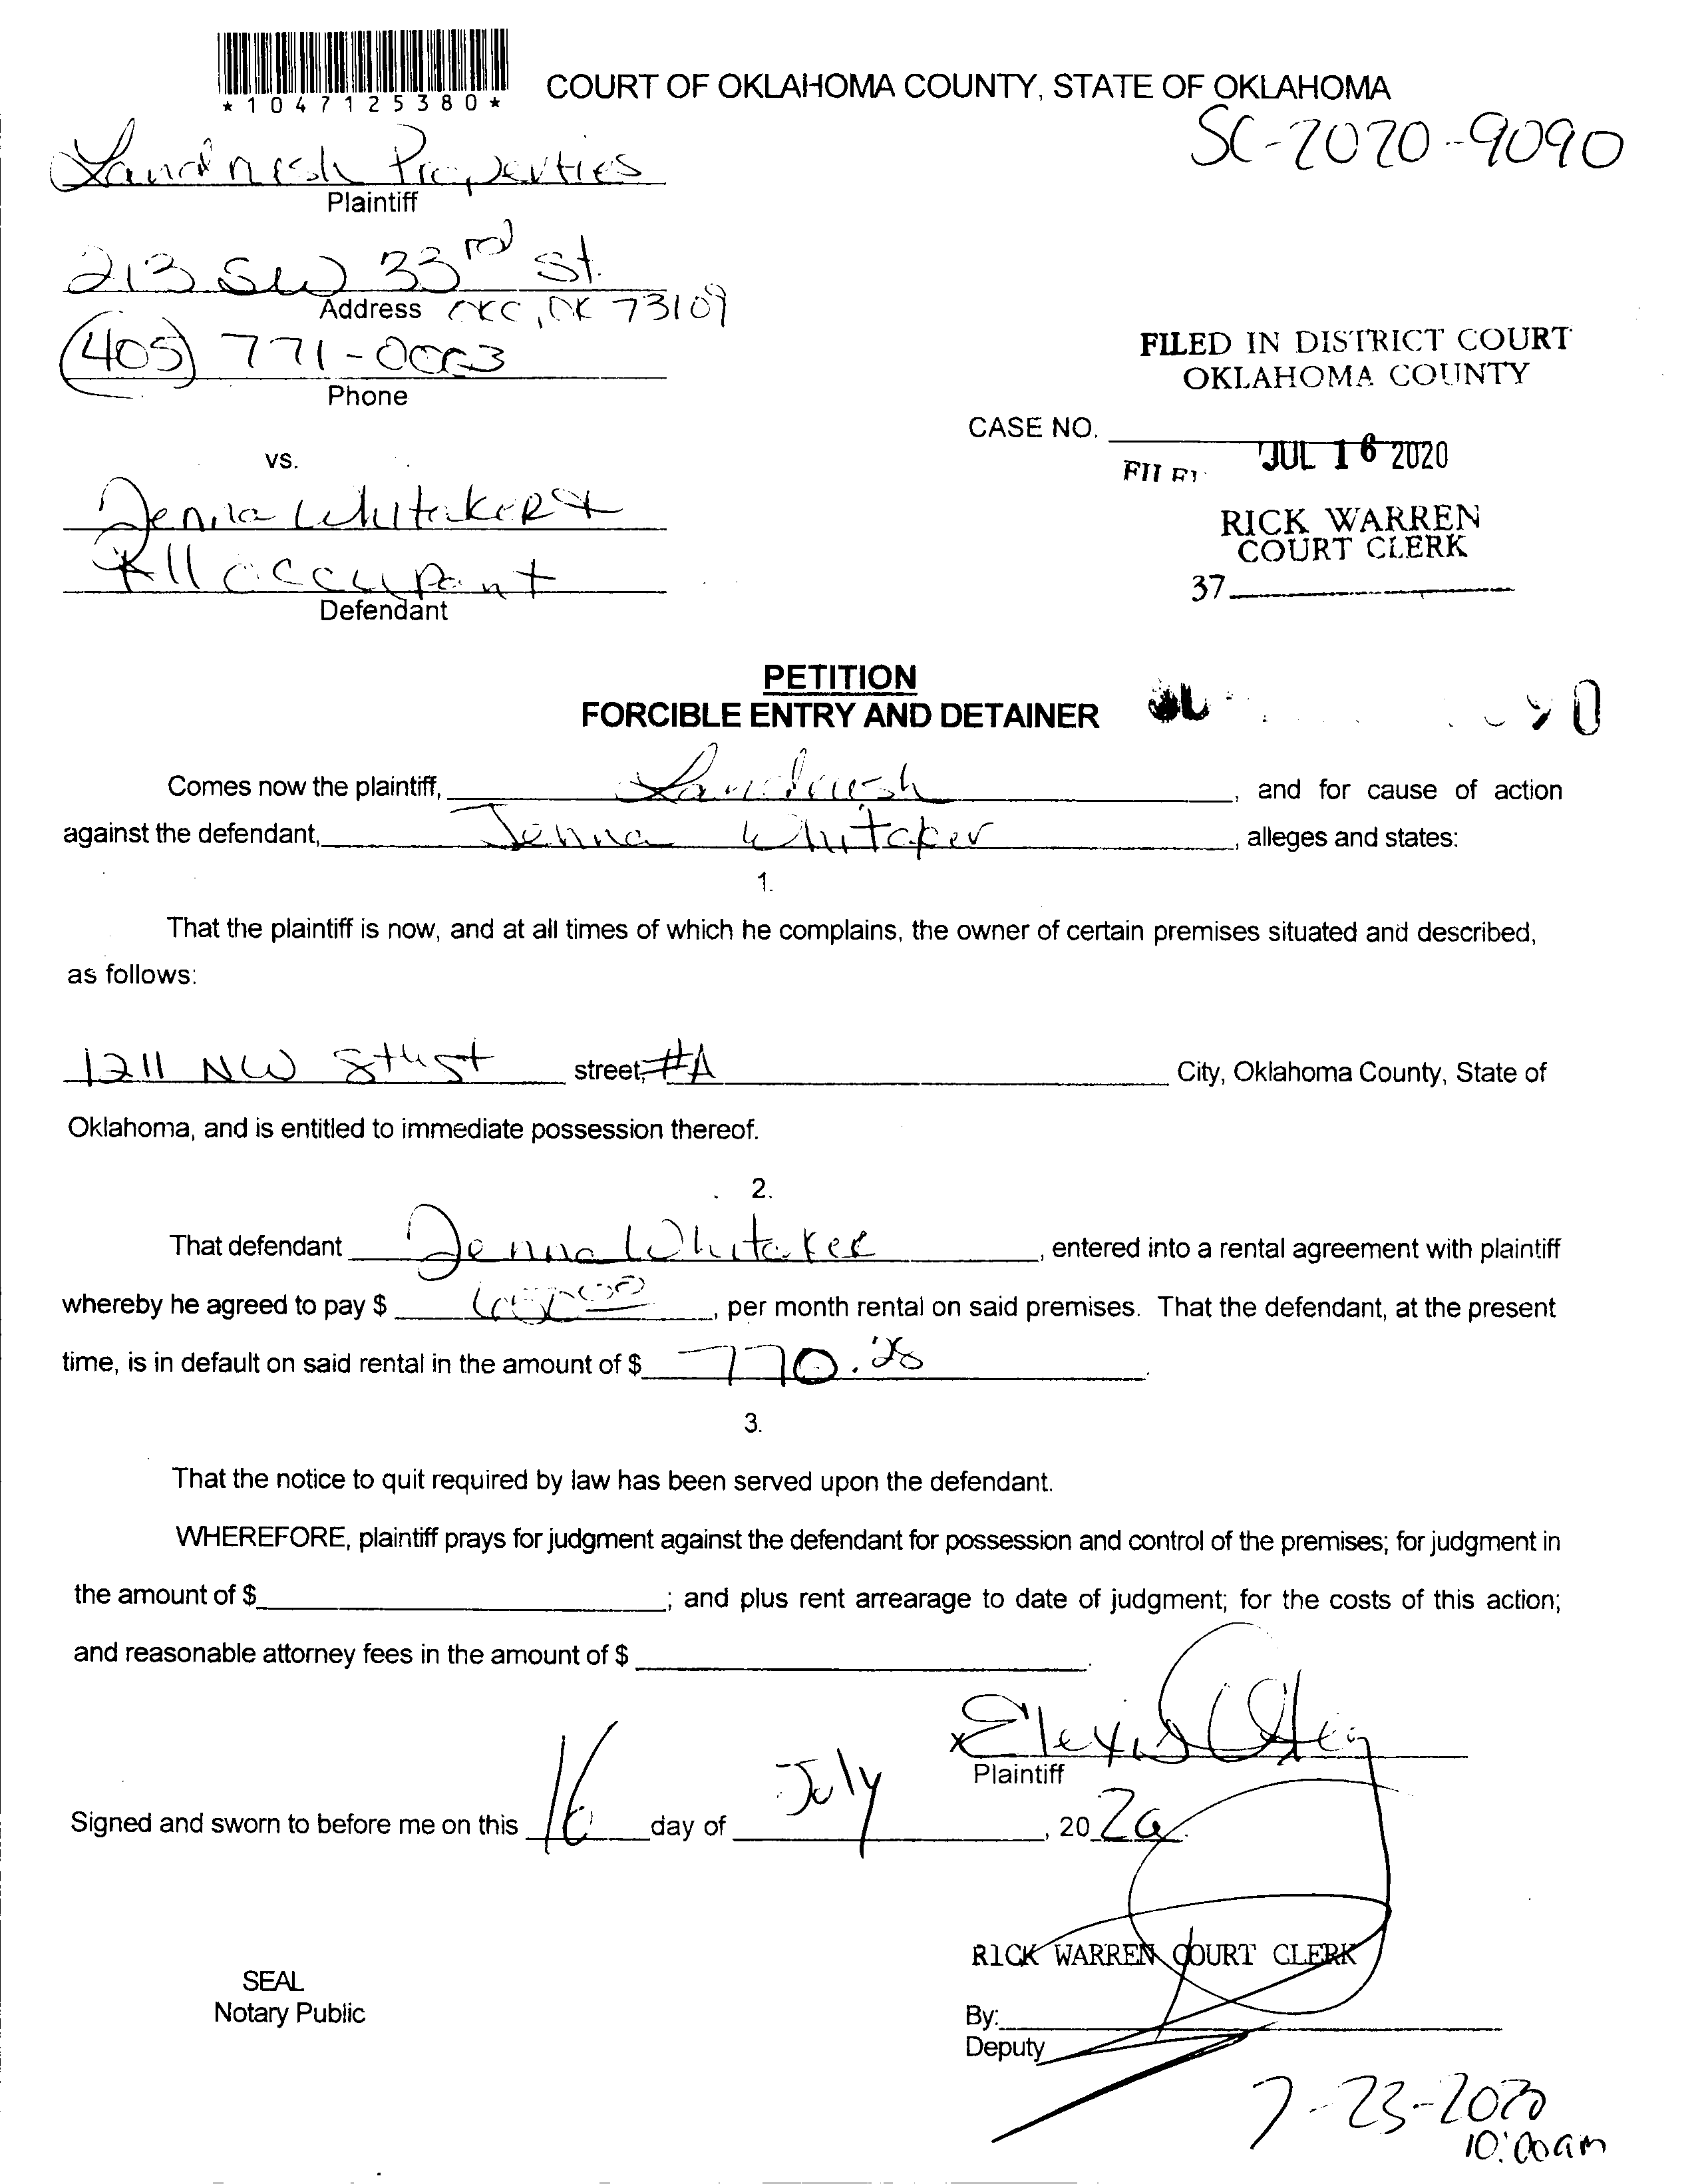 *1047125380*
COURT OF OKLAHOMA COUNTY, STATE OF OKLAHOMA
SC-2020-9090
Landrush Properties
Plaintiff
213 SW 33rd St.
Address OKC, OK 73109
(405) 771-0063
Phone
FILED IN DISTRICT COURT
OKLAHOMA COUNTY
CASE NO.
JUL 16 2020
vs.
Jenna Whitaker &
All occupant
Defendant
RICK WARREN
COURT CLERK
37
PETITION
FORCIBLE ENTRY AND DETAINER
Comes now the plaintiff, Landrush, and for cause of action
against the defendant, Jenna Whitaker, alleges and states:
1.
That the plaintiff is now, and at all times of which he complains, the owner of certain premises situated and described,
as follows:
1211 NW 8th st street, #A City, Oklahoma County, State of
Oklahoma, and is entitled to immediate possession thereof.
2.
That defendant Jenna Whitaker, entered into a rental agreement with plaintiff
whereby he agreed to pay $, per month rental on said premises. That the defendant, at the present
time, is in default on said rental in the amount of $ .
3.
That the notice to quit required by law has been served upon the defendant.
WHEREFORE, plaintiff prays for judgment against the defendant for possession and control of the premises; for judgment in
the amount of $ ; and plus rent arrearage to date of judgment; for the costs of this action;
and reasonable attorney fees in the amount of $ .
x Elexis
Plaintiff
Signed and sworn to before me on this 16 day of July, 2020
RICK WARREN COURT CLERK
SEAL
Notary Public
By:
Deputy
7-23-2020
10:00am